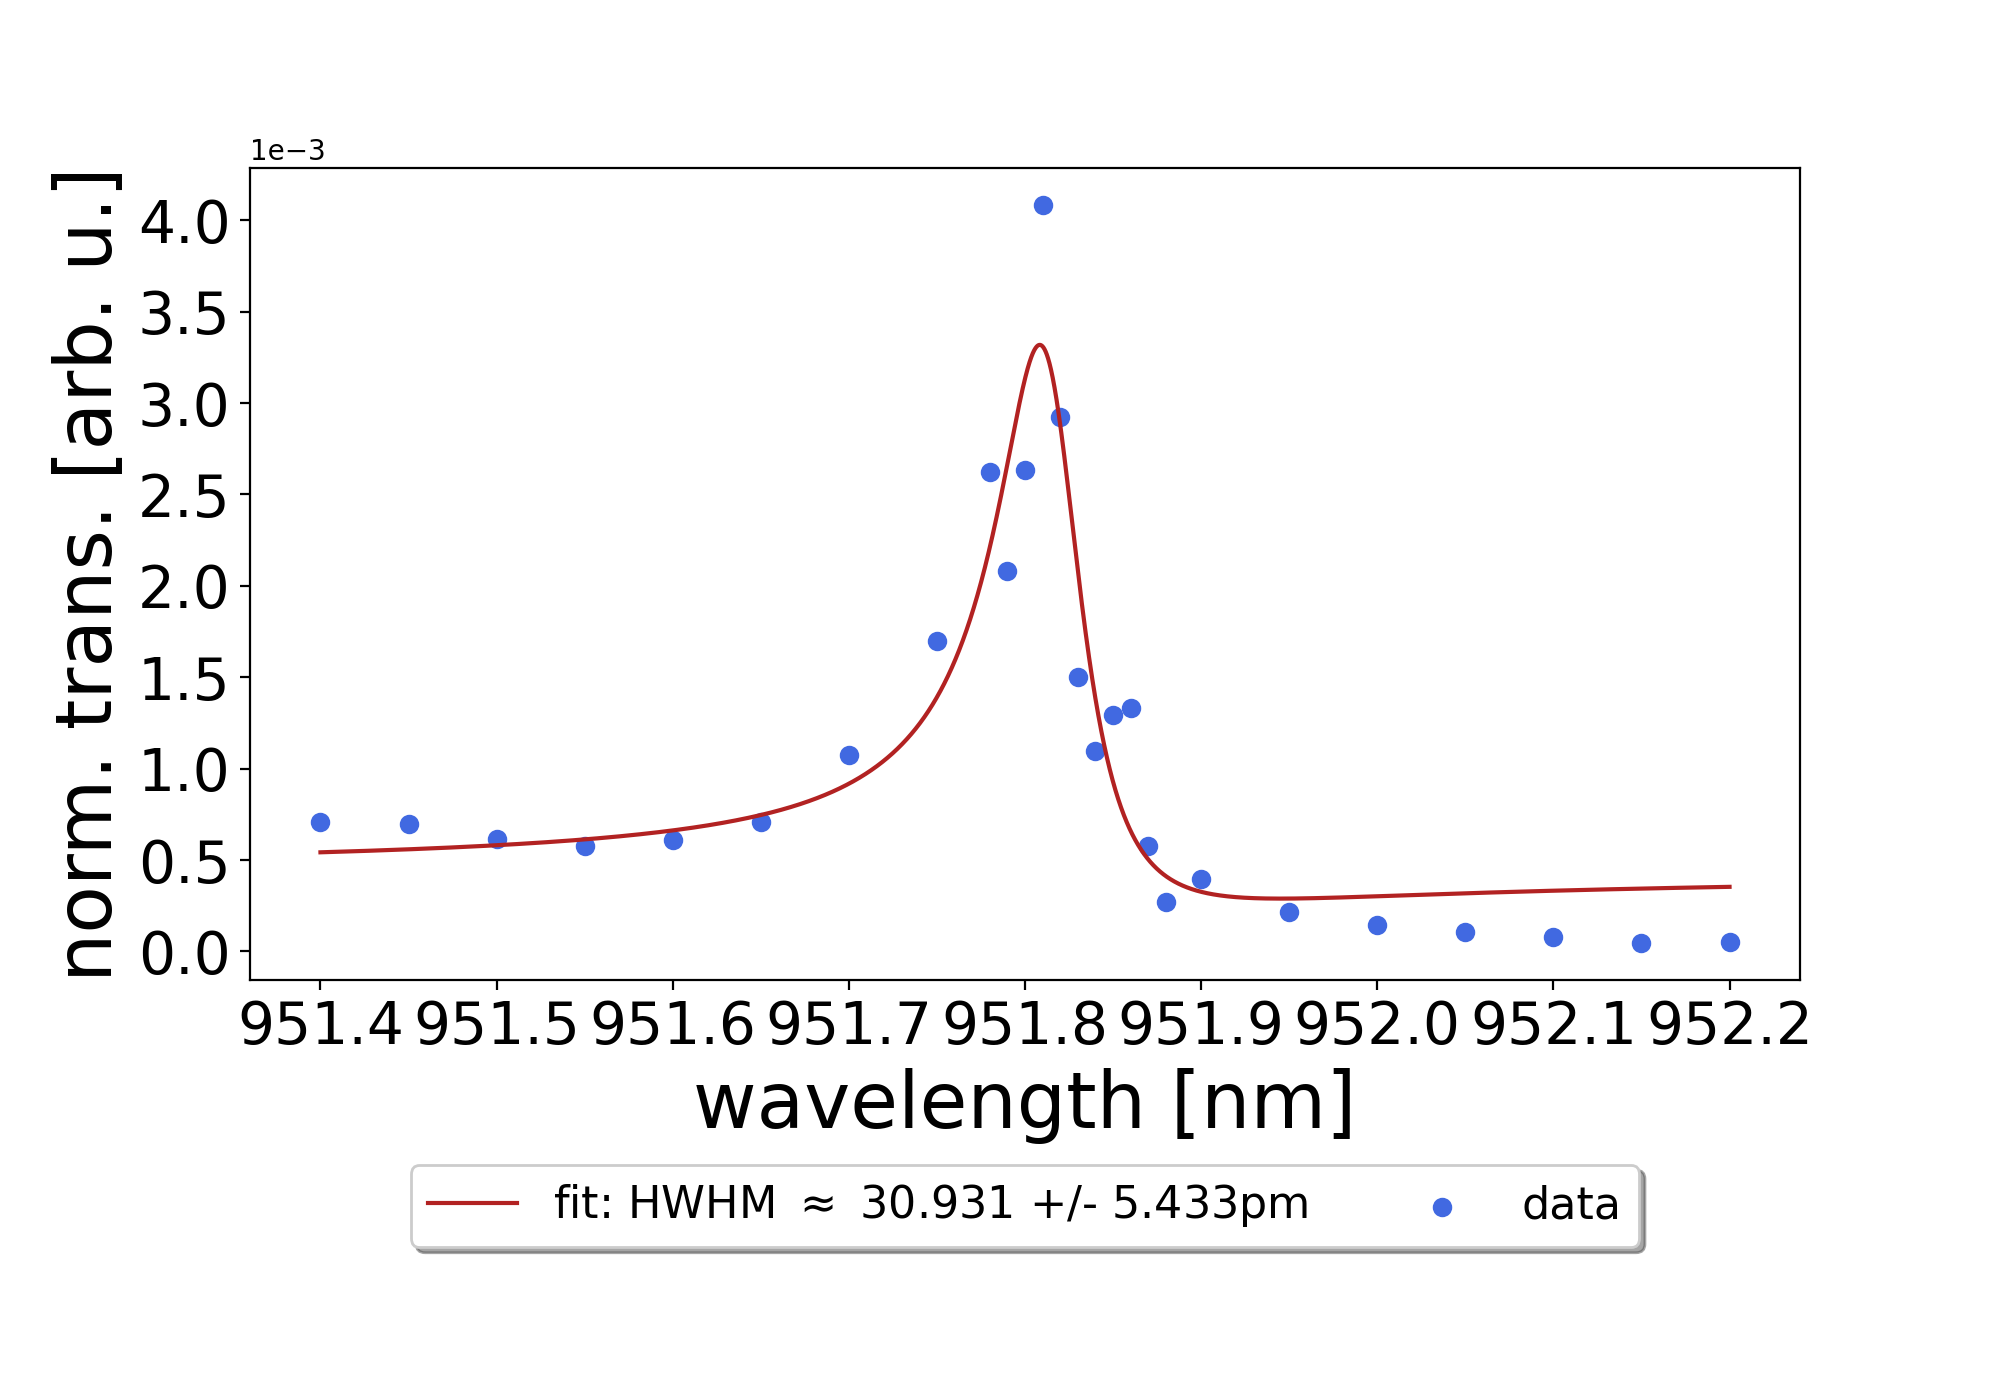 1e−3
norm. trans. [arb. u.]
4.0
3.5
3.0
2.5
2.0
1.5
1.0
0.5
0.0
951.4 951.5 951.6 951.7 951.8 951.9 952.0 952.1 952.2
wavelength [nm]
fit: HWHM ≈ 30.931 +/- 5.433pm data